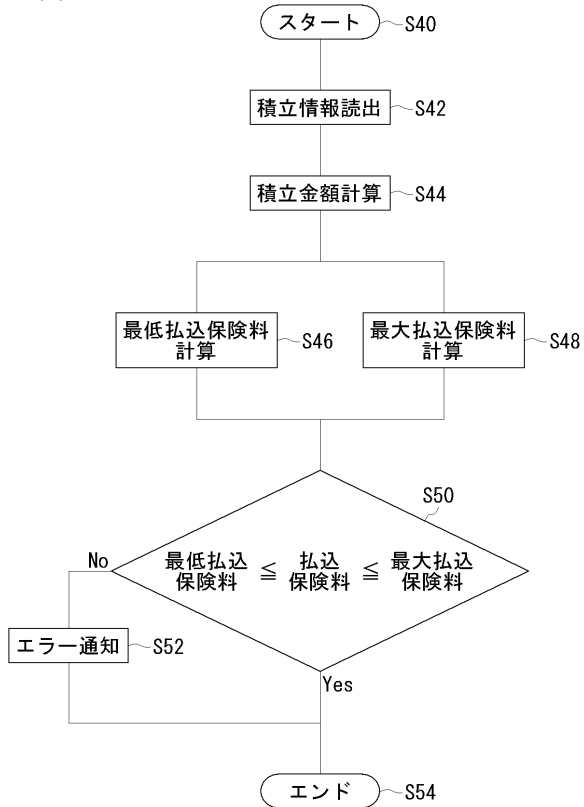 スタート
S40
積立情報読出
S42
積立金額計算
S44
最低払込保険料
計算
S46
最大払込保険料
計算
S48
S50
No
最低払込 ≦ 払込 ≦ 最大払込
保険料 保険料 保険料
エラー通知
S52
Yes
エンド
S54